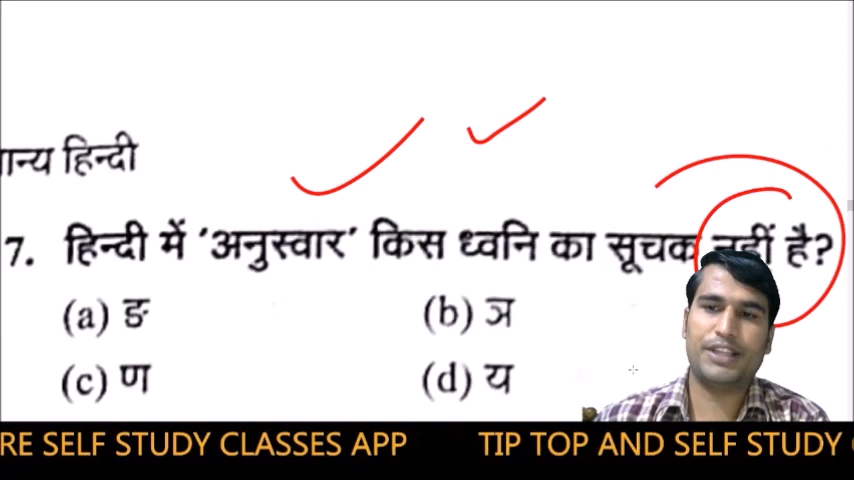 हिन्दी
7. हिन्दी में 'अनुस्वार' किस ध्वनि का सूचक नहीं है?
(a) ङ (b) ञ
(c) ण (d) य
RE SELF STUDY CLASSES APP TIP TOP AND SELF STUDY